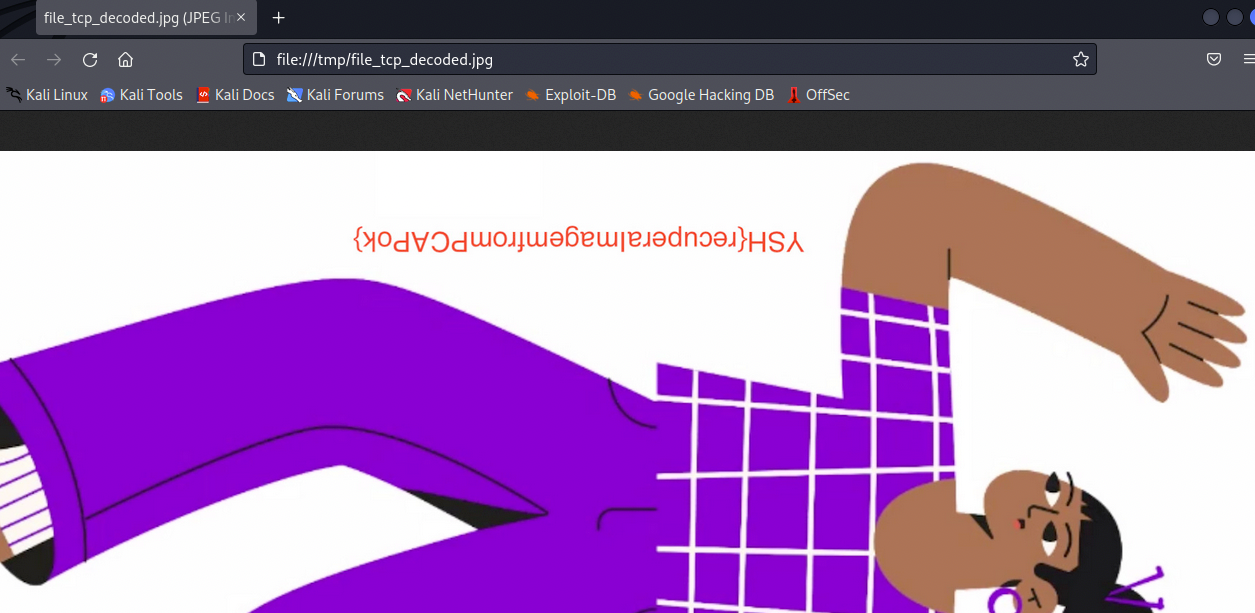 file_tcp_decoded.jpg (JPEG Ir
file:///tmp/file_tcp_decoded.jpg
Kali Linux Kali Tools Kali Docs Kali Forums Kali NetHunter Exploit-DB Google Hacking DB OffSec
YSH{recuperaImagemfromPCAPok}